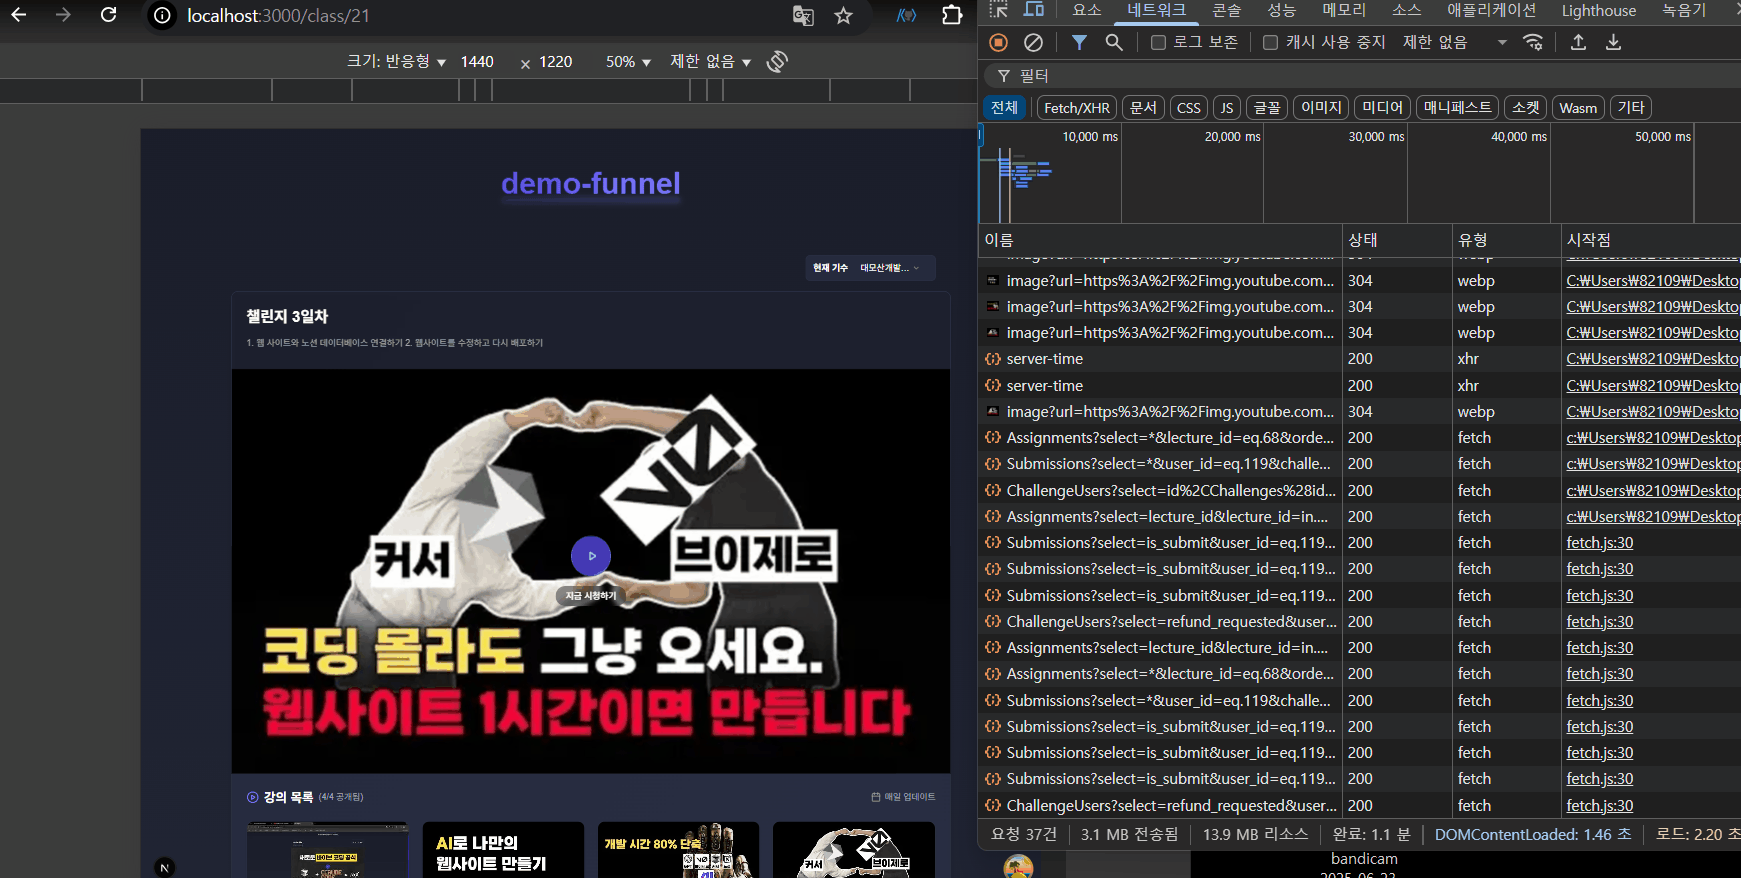 localhost:3000/class/21
크기: 반응형 ▼ 1440 × 1220 50% ▼ 제한 없음 ▼
demo-funnel
현재 기수 대모산개발...
챌린지 3일차
1. 웹 사이트와 노션 데이터베이스 연결하기 2. 웹사이트를 수정하고 다시 배포하기
커서
브이제로
지금 시청하기
코딩 몰라도 그냥 오세요.
웹사이트 1시간이면 만듭니다
강의 목록 (4/4 공개됨)
매일 업데이트
AI로 나만의
웹사이트 만들기
개발 시간 80% 단축
커서
브이제로
N
요소 네트워크 콘솔 성능 메모리 소스 애플리케이션 Lighthouse 녹음기
로그 보존 캐시 사용 중지 제한 없음
필터
전체 Fetch/XHR 문서 CSS JS 글꼴 이미지 미디어 매니페스트 소켓 Wasm 기타
10,000 ms 20,000 ms 30,000 ms 40,000 ms 50,000 ms
이름 상태 유형 시작점
image?url=https%3A%2F%2Fimg.youtube.com... 304 webp C:₩Users₩82109₩Deskto
image?url=https%3A%2F%2Fimg.youtube.com... 304 webp C:₩Users₩82109₩Deskto
image?url=https%3A%2F%2Fimg.youtube.com... 304 webp C:₩Users₩82109₩Deskto
server-time 200 xhr C:₩Users₩82109₩Deskto
server-time 200 xhr C:₩Users₩82109₩Deskto
image?url=https%3A%2F%2Fimg.youtube.com... 304 webp C:₩Users₩82109₩Deskto
Assignments?select=*&lecture_id=eq.68&orde... 200 fetch c:₩Users₩82109₩Deskto
Submissions?select=*&user_id=eq.119&challe... 200 fetch c:₩Users₩82109₩Deskto
ChallengeUsers?select=id%2CChallenges%28id... 200 fetch c:₩Users₩82109₩Deskto
Assignments?select=lecture_id&lecture_id=in.... 200 fetch c:₩Users₩82109₩Deskto
Submissions?select=is_submit&user_id=eq.119... 200 fetch fetch.js:30
Submissions?select=is_submit&user_id=eq.119... 200 fetch fetch.js:30
Submissions?select=is_submit&user_id=eq.119... 200 fetch fetch.js:30
ChallengeUsers?select=refund_requested&user... 200 fetch fetch.js:30
Assignments?select=lecture_id&lecture_id=in.... 200 fetch fetch.js:30
Assignments?select=*&lecture_id=eq.68&orde... 200 fetch fetch.js:30
Submissions?select=*&user_id=eq.119&challe... 200 fetch fetch.js:30
Submissions?select=is_submit&user_id=eq.119... 200 fetch fetch.js:30
Submissions?select=is_submit&user_id=eq.119... 200 fetch fetch.js:30
Submissions?select=is_submit&user_id=eq.119... 200 fetch fetch.js:30
ChallengeUsers?select=refund_requested&user... 200 fetch fetch.js:30
요청 37건 3.1 MB 전송됨 13.9 MB 리소스 완료: 1.1 분 DOMContentLoaded: 1.46 초 로드: 2.20 초
bandicam
2025-06-23